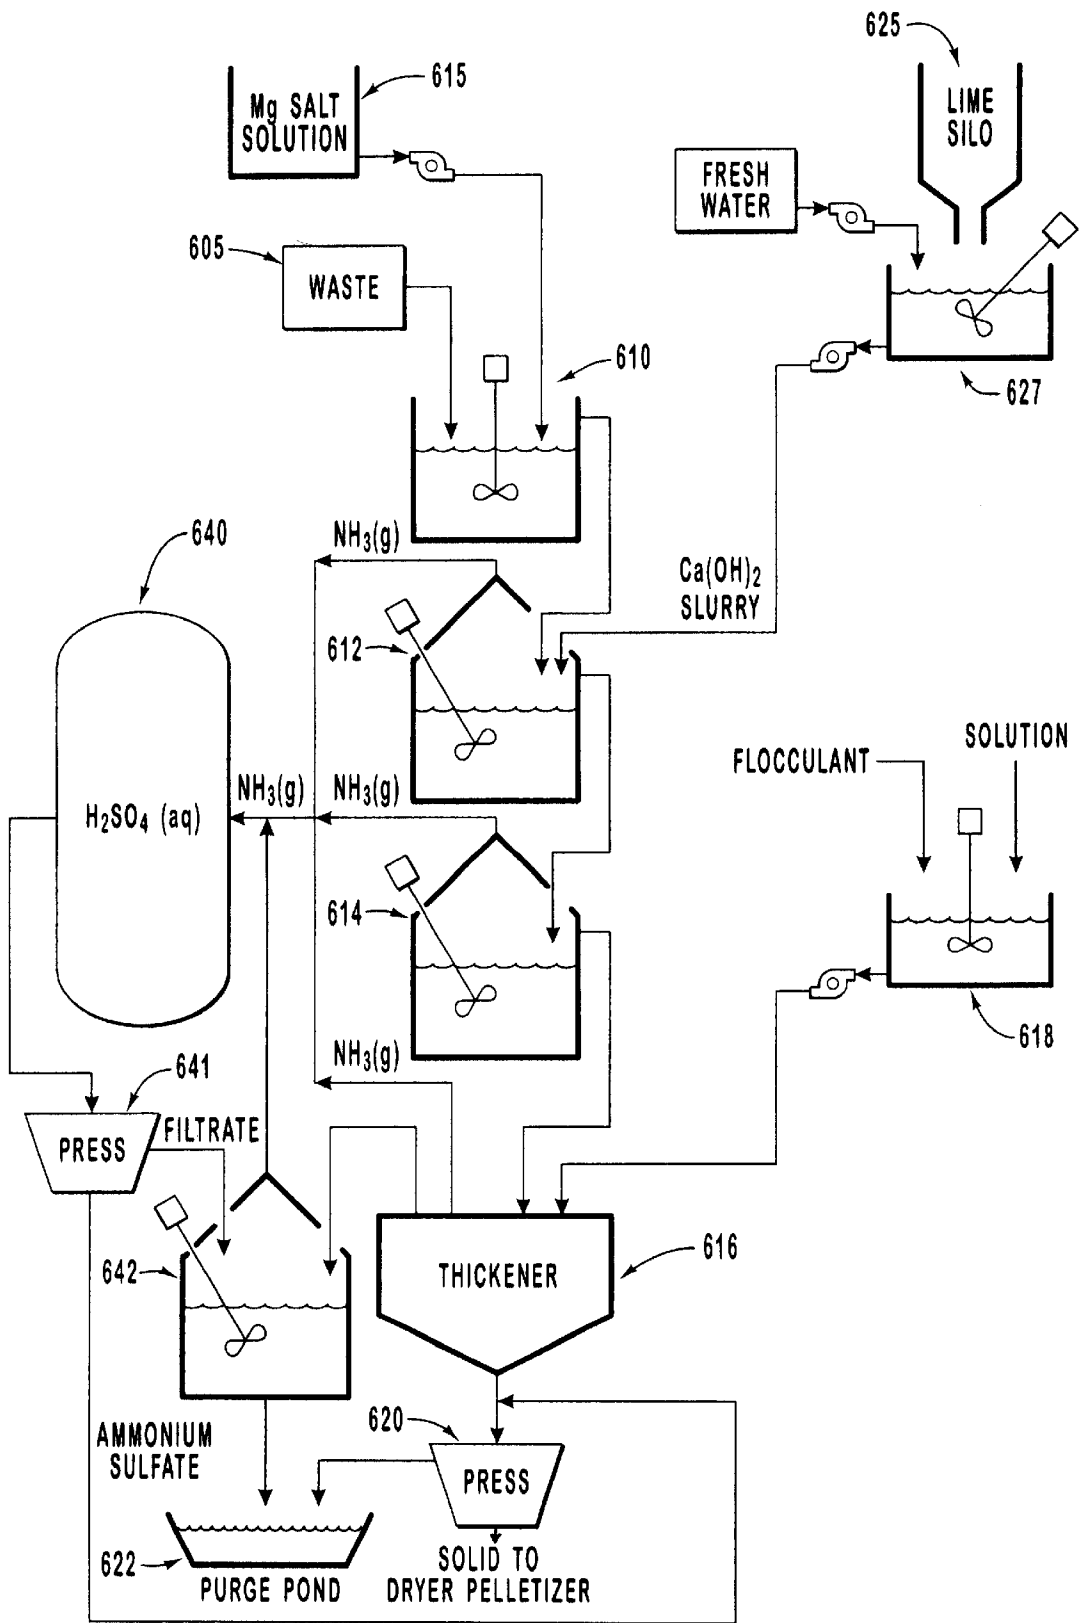 625
615
Mg SALT
SOLUTION
LIME
SILO
FRESH
WATER
605
WASTE
610
627
640
NH₃(g)
Ca(OH)₂
SLURRY
612
SOLUTION
FLOCCULANT
NH₃(g)
NH₃(g)
H₂SO₄ (aq)
614
618
NH₃(g)
641
FILTRATE
PRESS
616
642
THICKENER
620
AMMONIUM
SULFATE
PRESS
622
SOLID TO
DRYER PELLETIZER
PURGE POND